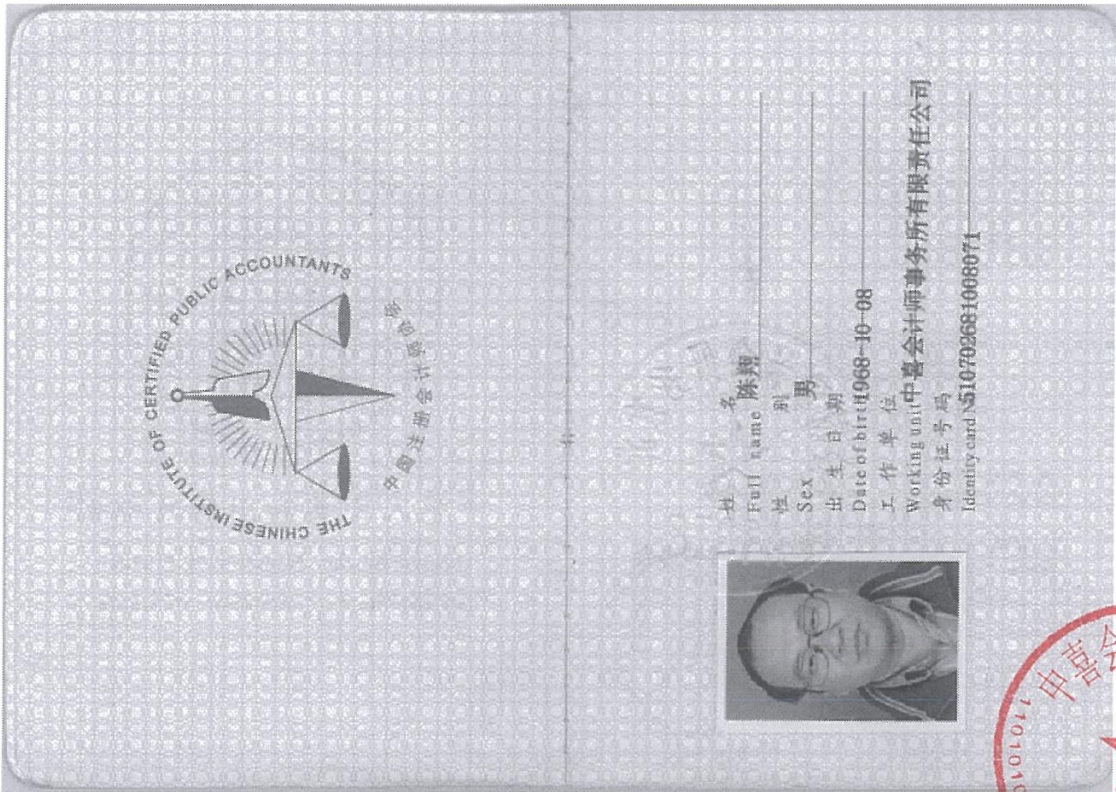 THE CHINESE INSTITUTE OF CERTIFIED PUBLIC ACCOUNTANTS
中国注册会计师协会
姓 名 陈翔
Full name
性 别 男
Sex
出 生 日 期 1968-10-08
Date of birth
工 作 单 位 中喜会计师事务所有限责任公司
Working unit
身 份 证 号 码 510702681008071
Identity card
中喜会
1101010